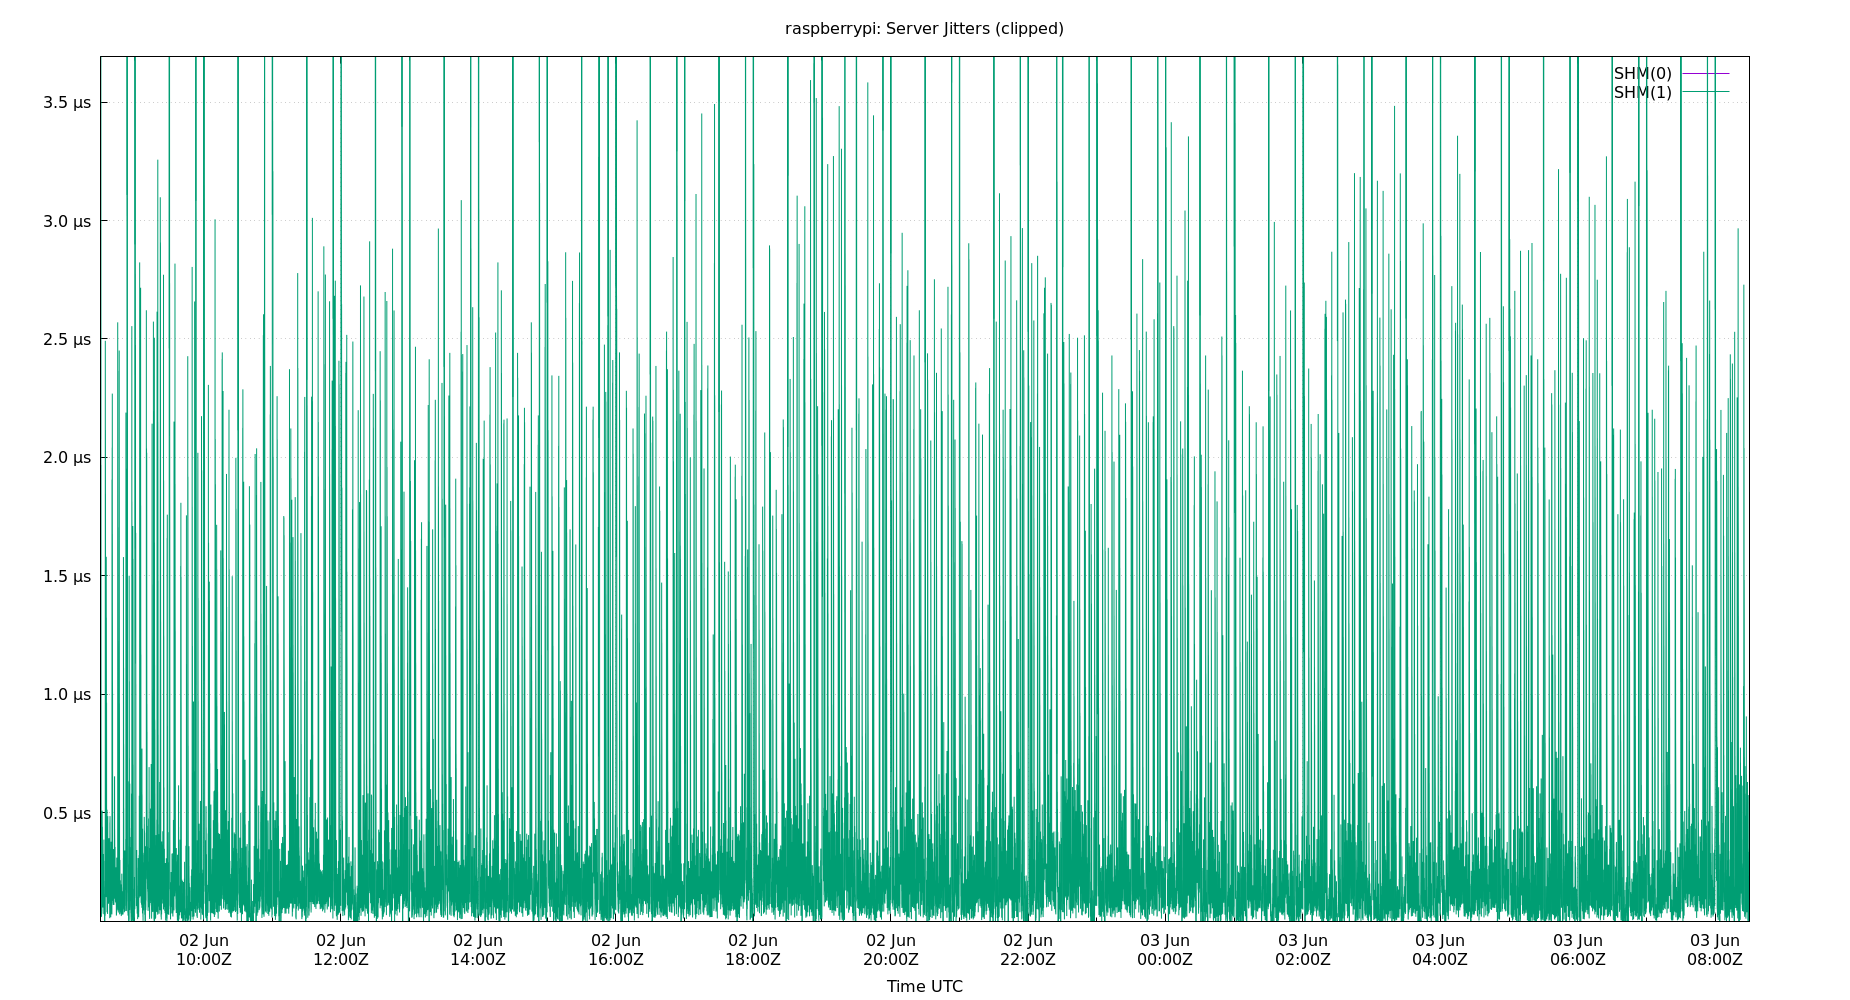 raspberrypi: Server Jitters (clipped)
SHM(0)
SHM(1)
3.5 µs
3.0 µs
2.5 µs
2.0 µs
1.5 µs
1.0 µs
0.5 µs
02 Jun 02 Jun 02 Jun 02 Jun 02 Jun 02 Jun 02 Jun 03 Jun 03 Jun 03 Jun 03 Jun 03 Jun
10:00Z 12:00Z 14:00Z 16:00Z 18:00Z 20:00Z 22:00Z 00:00Z 02:00Z 04:00Z 06:00Z 08:00Z
Time UTC